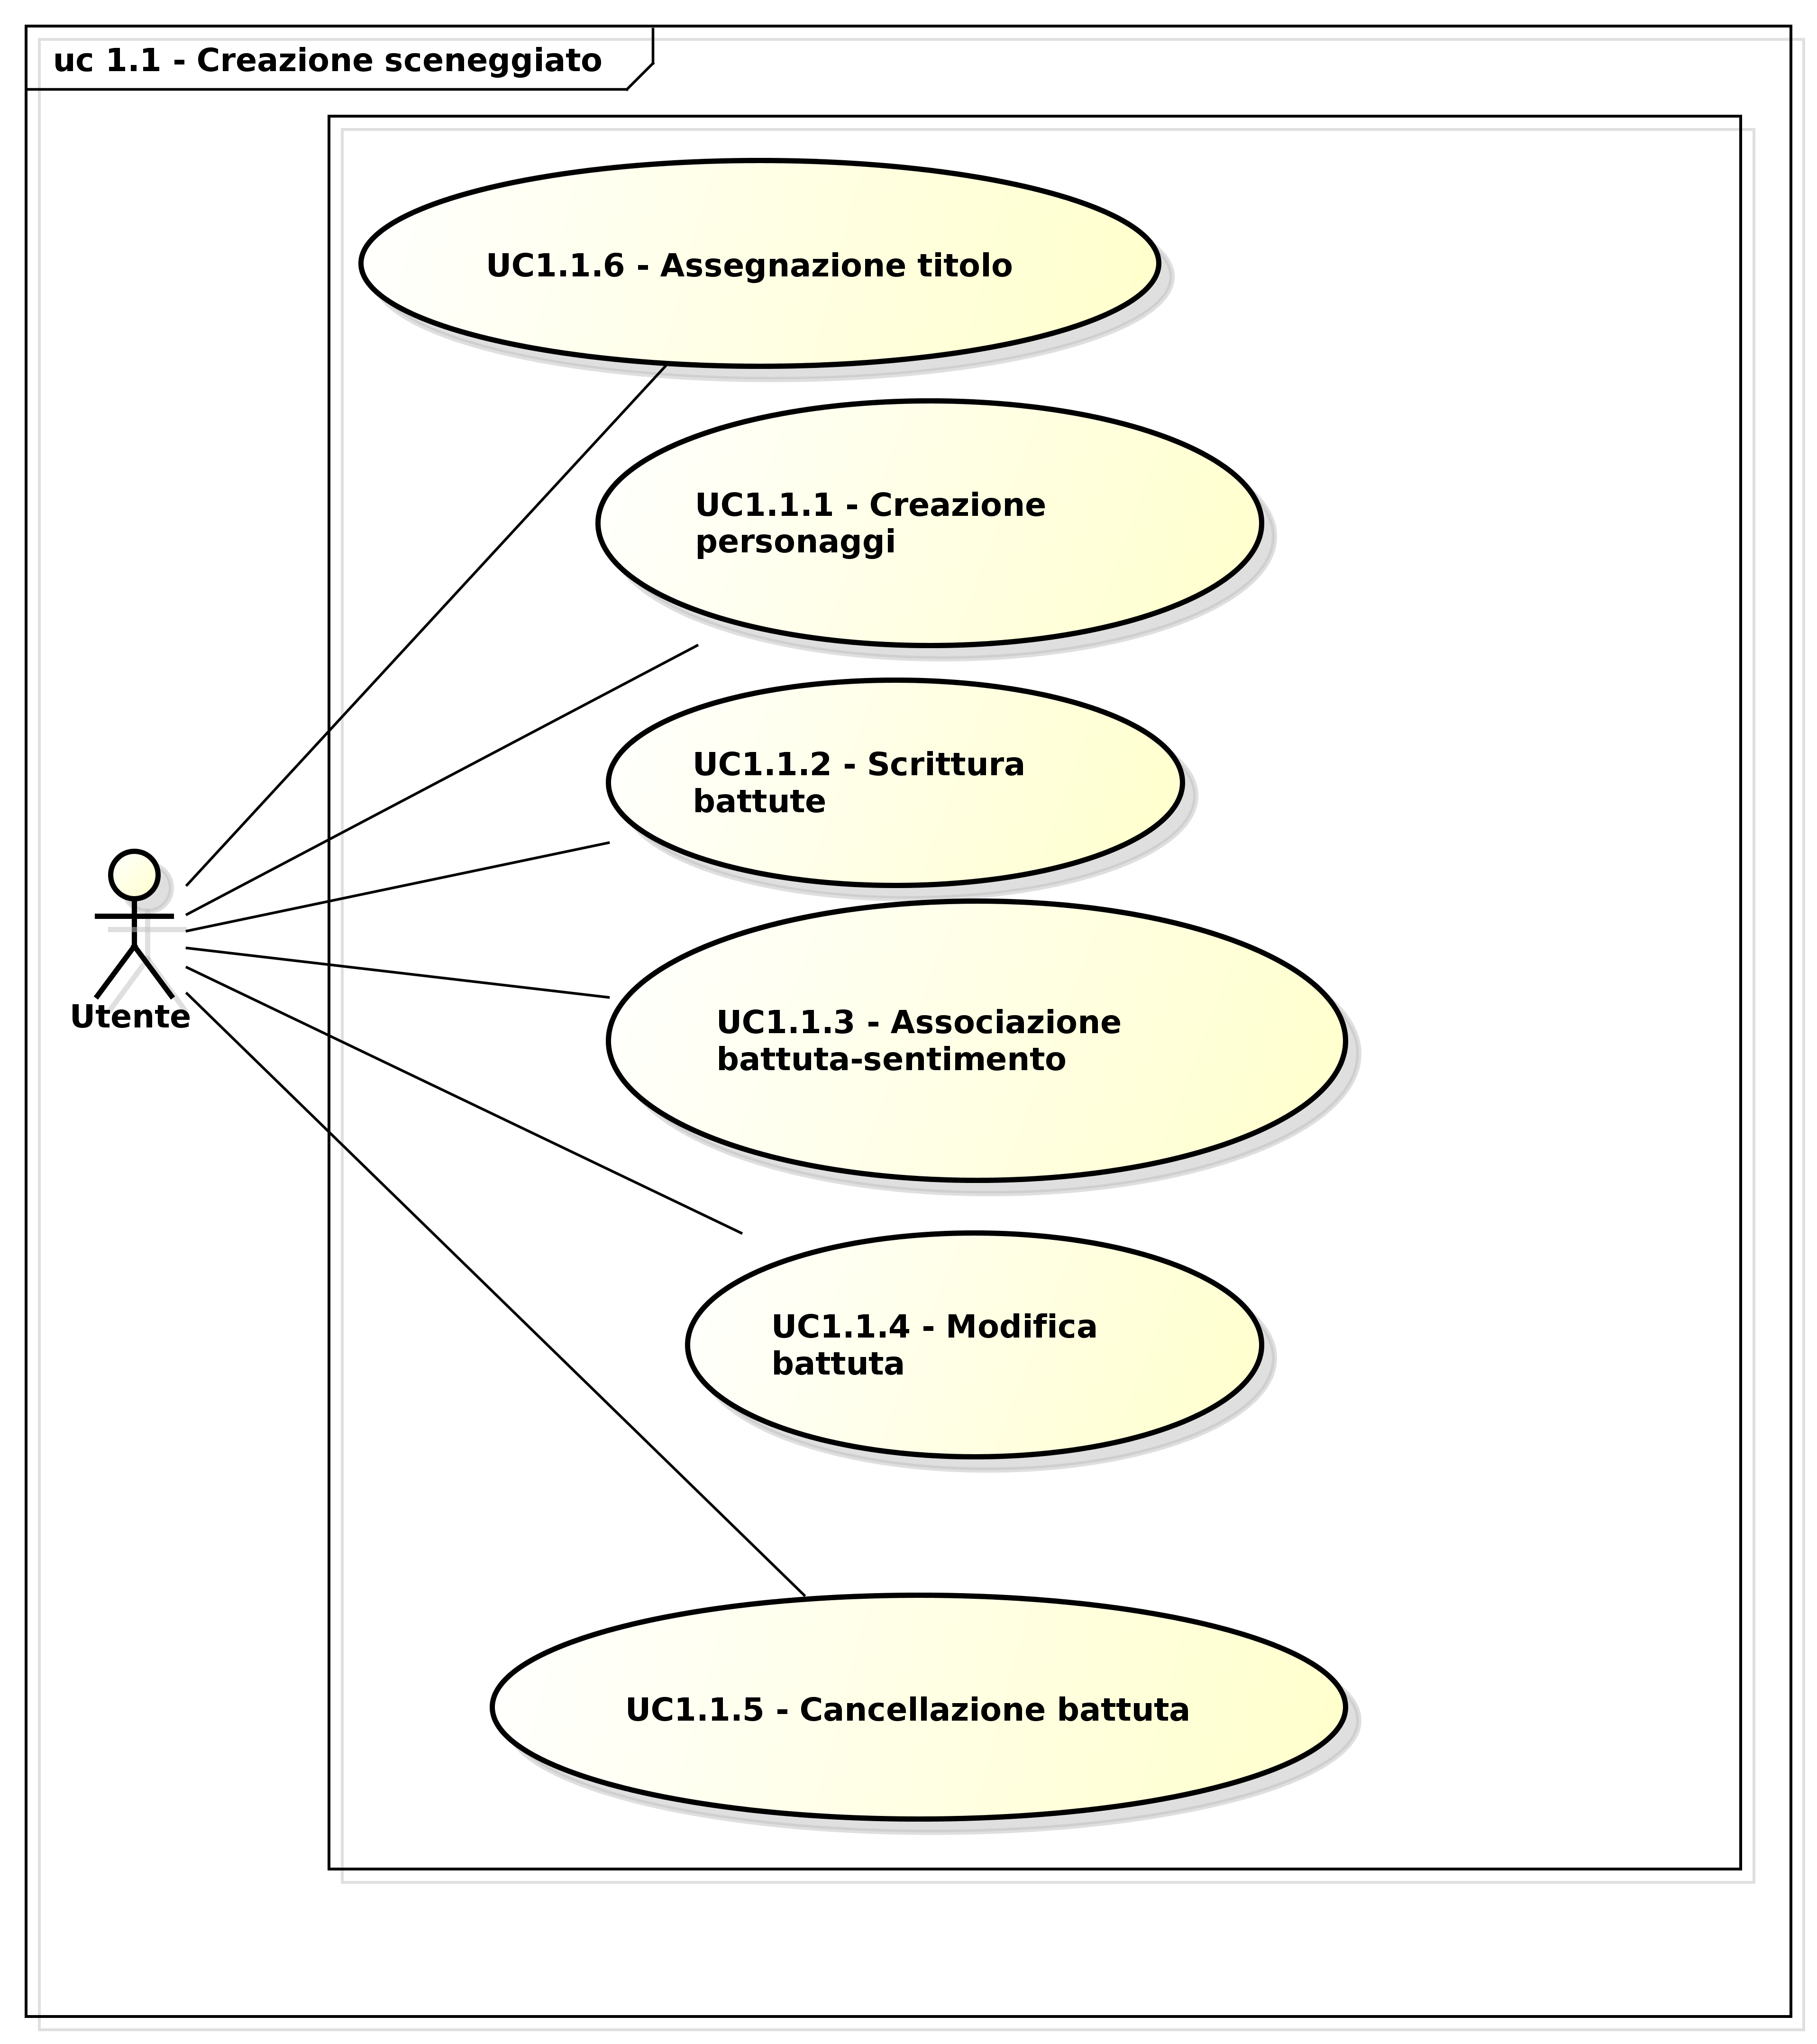 uc 1.1 - Creazione sceneggiato
UC1.1.6 - Assegnazione titolo
UC1.1.1 - Creazione
personaggi
UC1.1.2 - Scrittura
battute
Utente
UC1.1.3 - Associazione
battuta-sentimento
UC1.1.4 - Modifica
battuta
UC1.1.5 - Cancellazione battuta